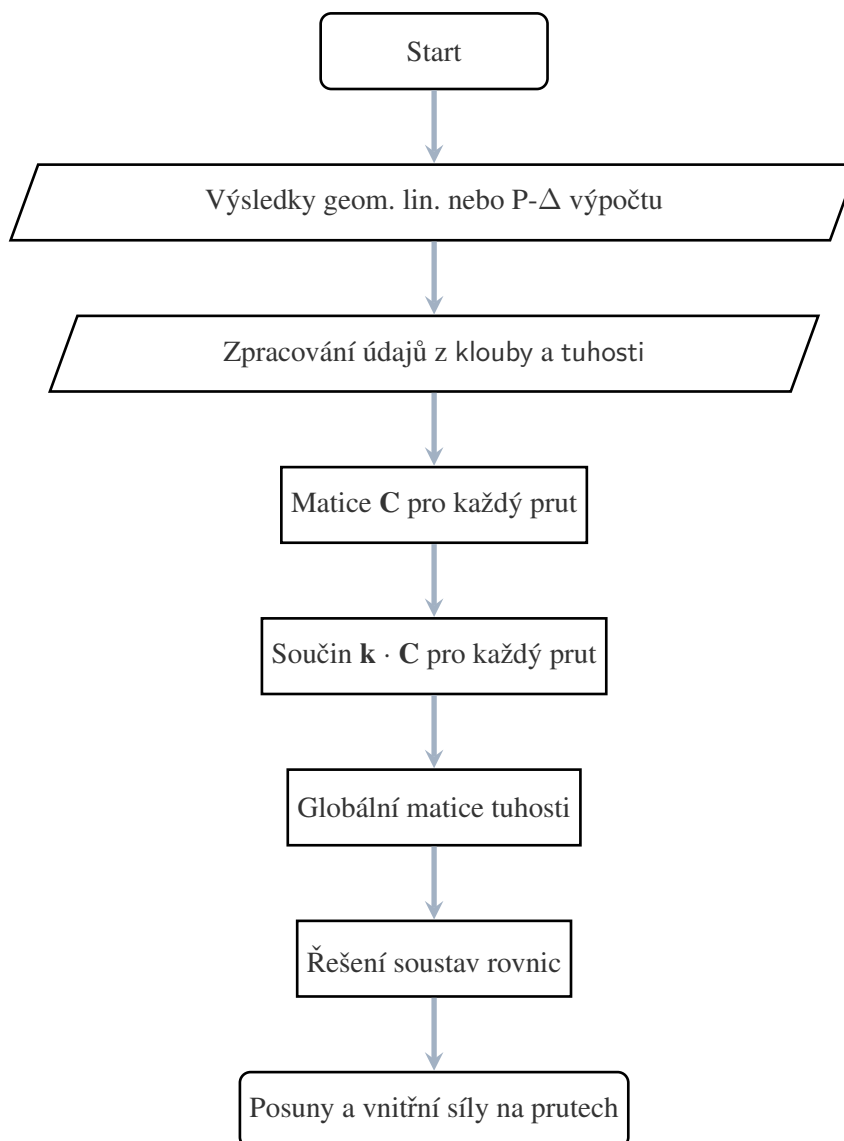 Start
Výsledky geom. lin. nebo P-Δ výpočtu
Zpracování údajů z klouby a tuhosti
Matice C pro každý prut
Součin k · C pro každý prut
Globální matice tuhosti
Řešení soustav rovnic
Posuny a vnitřní síly na prutech